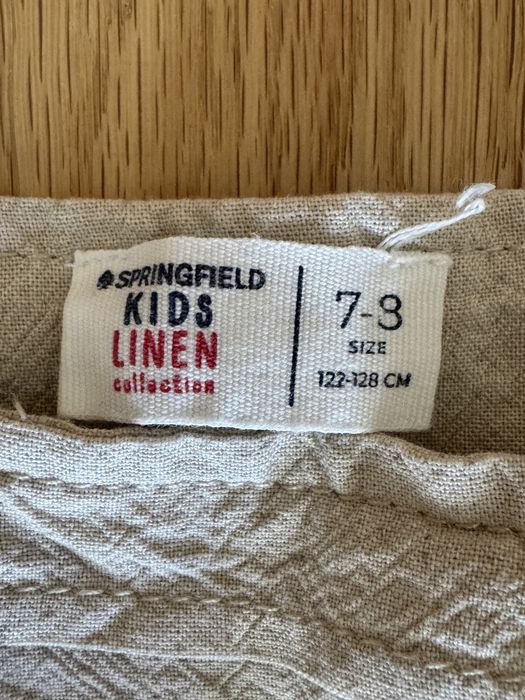 SPRINGFIELD
KIDS
LINEN
collection
7-8
SIZE
122-128 CM